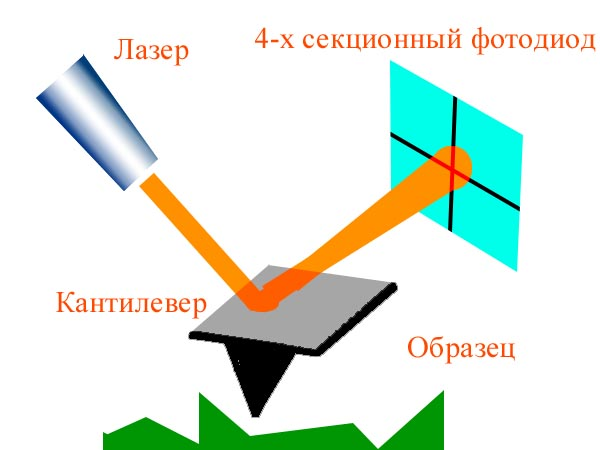 Лазер
4-х секционный фотодиод
Кантилевер
Образец